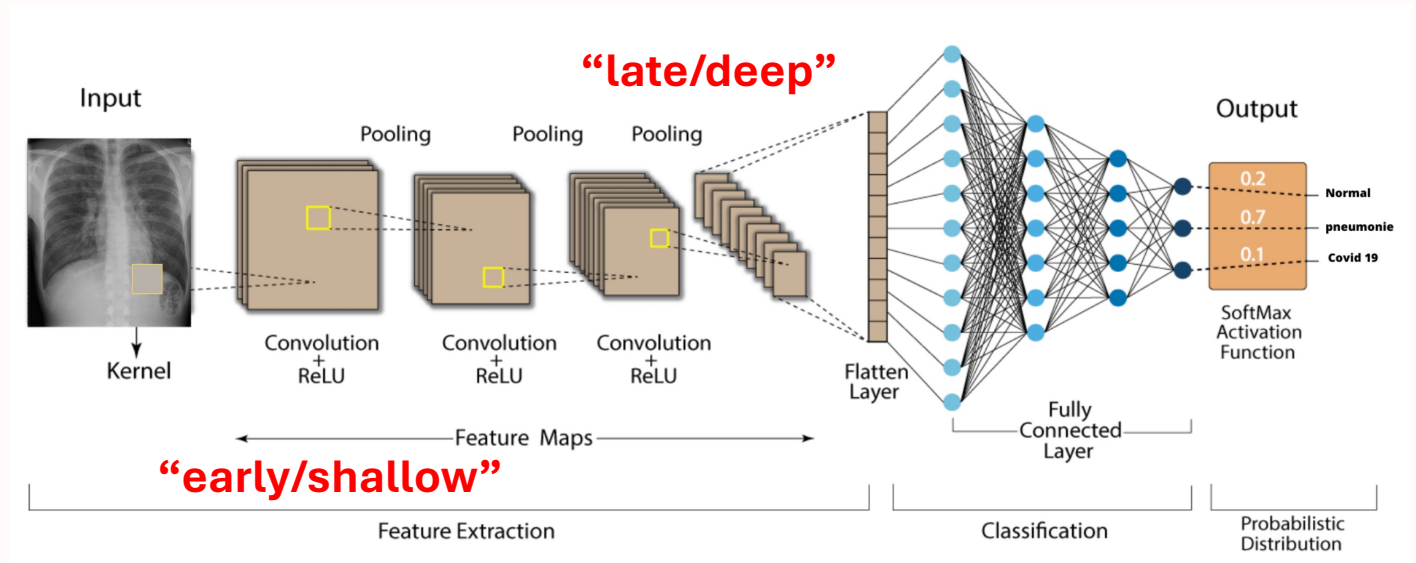 “late/deep”
Input
Pooling
Pooling
Pooling
Output
0.2
Normal
0.7
pneumonie
0.1
Covid 19
Kernel
Convolution
+
ReLU
Convolution
+
ReLU
Convolution
+
ReLU
Flatten
Layer
SoftMax
Activation
Function
Feature Maps
Fully
Connected
Layer
“early/shallow”
Feature Extraction
Classification
Probabilistic
Distribution